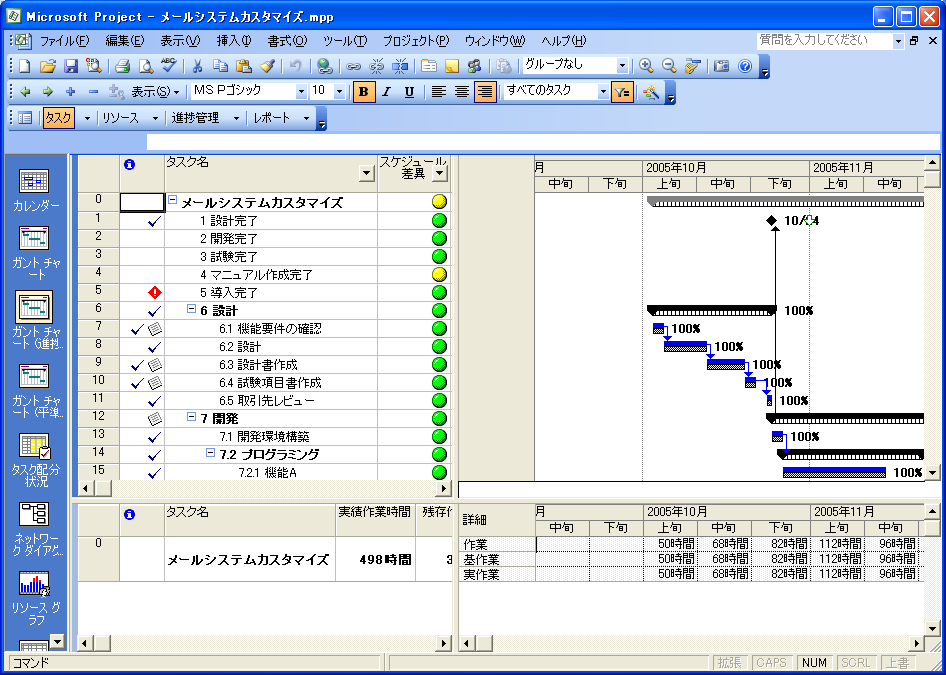 Microsoft Project - メールシステムカスタマイズ.mpp
ファイル(F) 編集(E) 表示(V) 挿入(I) 書式(O) ツール(T) プロジェクト(P) ウィンドウ(W) ヘルプ(H) 質問を入力してください
グループなし
表示(S) MS Pゴシック 10 B I U すべてのタスク
タスク リソース 進捗管理 レポート
カレンダー
ガント チャート
ガント チャート (進捗...
ガント チャート (平準...
タスク配分状況
ネットワーク ダイアグ...
リソース グラフ
タスク名 スケジュール差異
月 2005年10月 2005年11月
中旬 下旬 上旬 中旬 下旬 上旬 中旬
0 メールシステムカスタマイズ
1 1 設計完了 10/24
2 2 開発完了
3 3 試験完了
4 4 マニュアル作成完了
5 5 導入完了
6 6 設計 100%
7 6.1 機能要件の確認 100%
8 6.2 設計 100%
9 6.3 設計書作成 100%
10 6.4 試験項目書作成 100%
11 6.5 取引先レビュー 100%
12 7 開発
13 7.1 開発環境構築 100%
14 7.2 プログラミング
15 7.2.1 機能A 100%
タスク名 実績作業時間 残存作
0 メールシステムカスタマイズ 498時間 3
詳細 月 2005年10月 2005年11月
中旬 下旬 上旬 中旬 下旬 上旬 中旬
作業 50時間 68時間 82時間 112時間 96時間
基作業 50時間 68時間 82時間 112時間 96時間
実作業 50時間 68時間 82時間 112時間 96時間
コマンド 拡張 CAPS NUM SCRL 上書